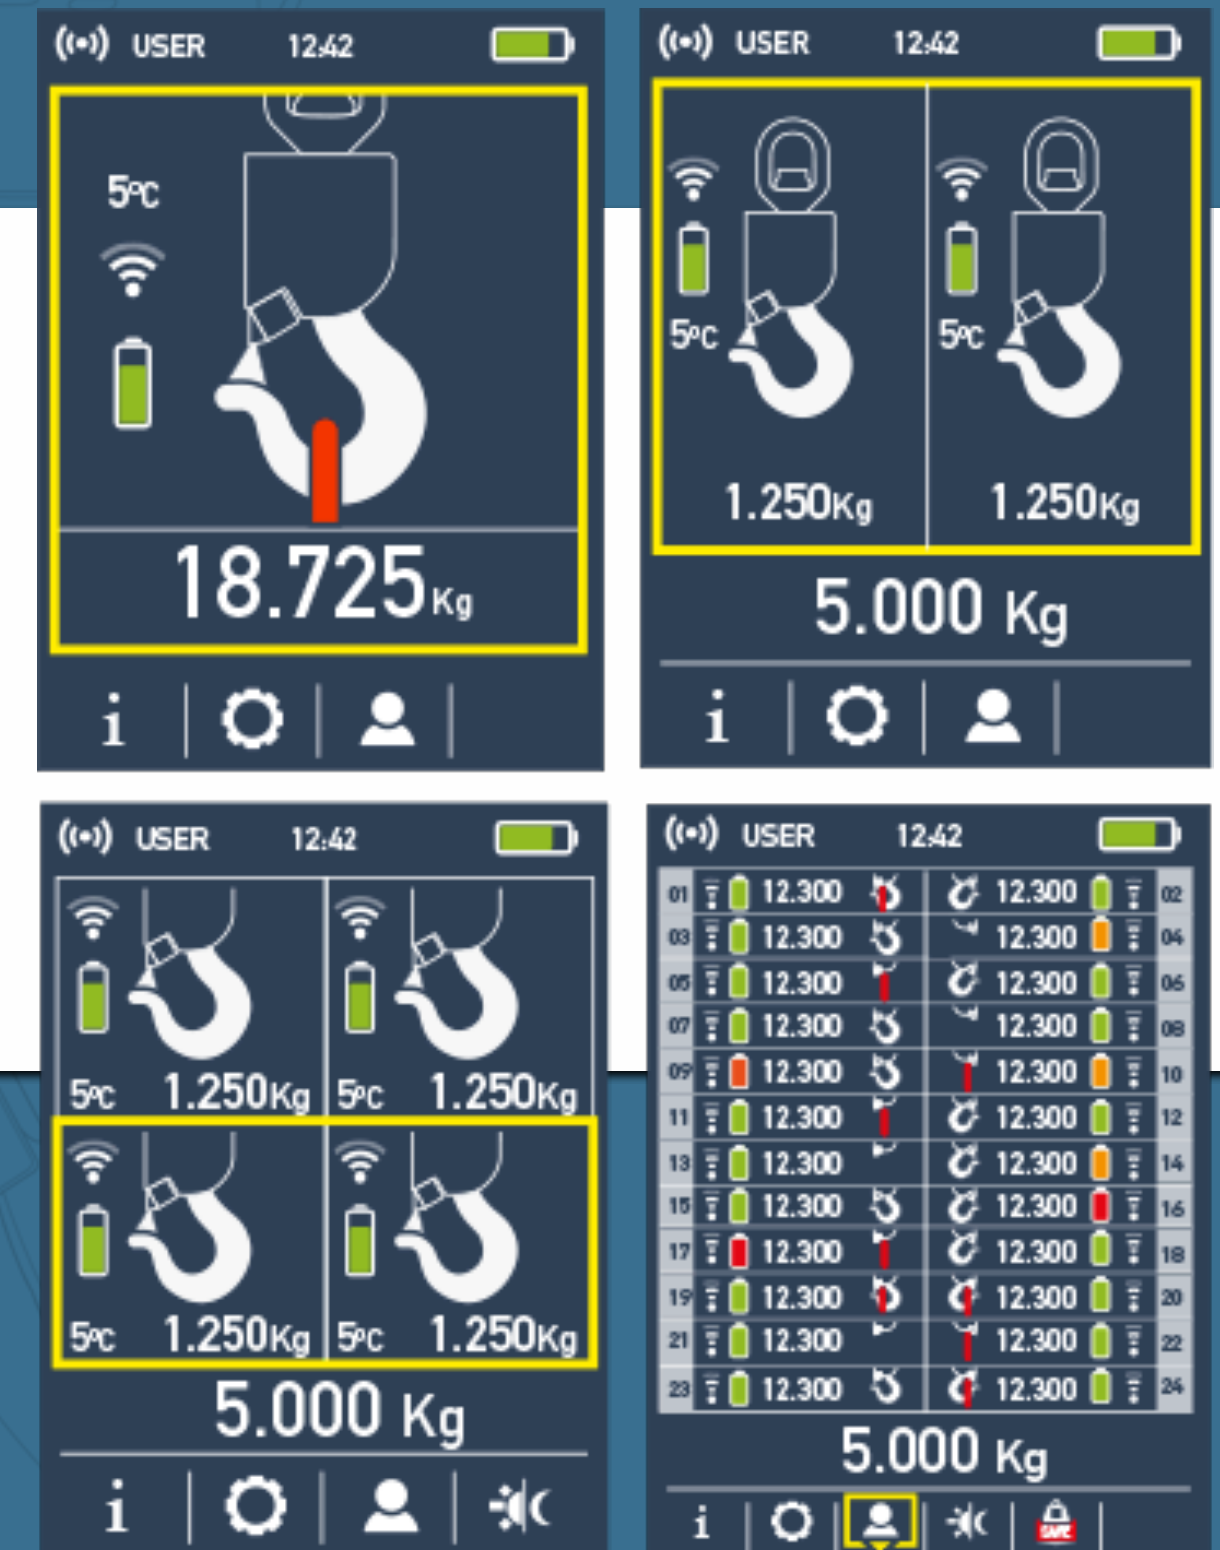 USER 12:42
5ºC
18.725 Kg
i
USER 12:42
5ºC 5ºC
1.250Kg 1.250Kg
5.000 Kg
i
USER 12:42
5ºC 1.250Kg 5ºC 1.250Kg
5ºC 1.250Kg 5ºC 1.250Kg
5.000 Kg
i
USER 12:42
01 12.300 12.300 02
03 12.300 12.300 04
05 12.300 12.300 06
07 12.300 12.300 08
09 12.300 12.300 10
11 12.300 12.300 12
13 12.300 12.300 14
15 12.300 12.300 16
17 12.300 12.300 18
19 12.300 12.300 20
21 12.300 12.300 22
23 12.300 12.300 24
5.000 Kg
i SAFE